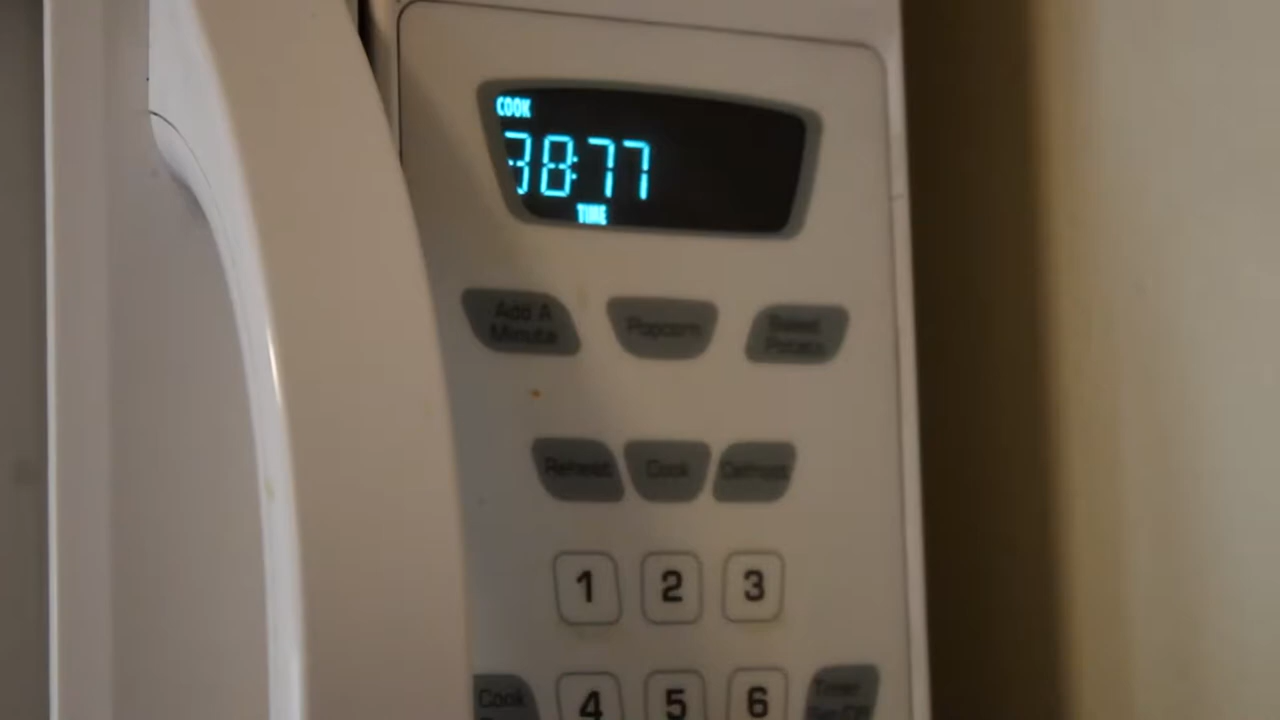 COOK
38:77
TIME
Add A
Minute
Popcorn
Baked
Potato
Reheat
Cook
Defrost
1
2
3
Cook
4
5
6
Timer